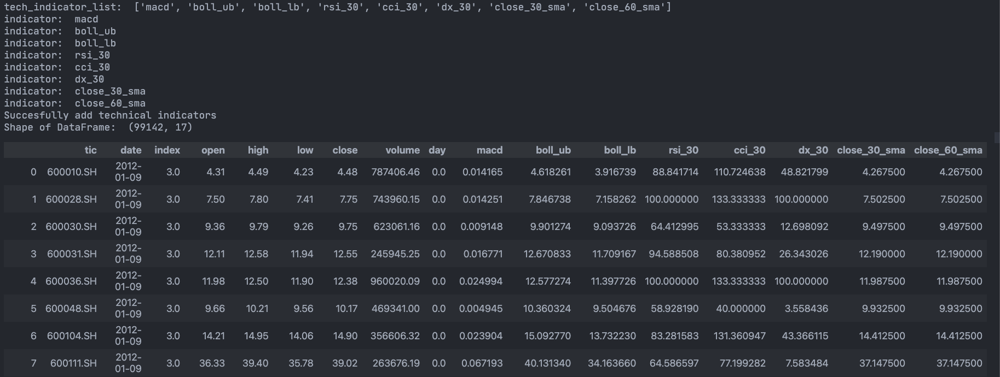 tech_indicator_list:  ['macd', 'boll_ub', 'boll_lb', 'rsi_30', 'cci_30', 'dx_30', 'close_30_sma', 'close_60_sma']
indicator:  macd
indicator:  boll_ub
indicator:  boll_lb
indicator:  rsi_30
indicator:  cci_30
indicator:  dx_30
indicator:  close_30_sma
indicator:  close_60_sma
Succesfully add technical indicators
Shape of DataFrame:  (99142, 17)
tic date index open high low close volume day macd boll_ub boll_lb rsi_30 cci_30 dx_30 close_30_sma close_60_sma
0 600010.SH 2012-01-09 3.0 4.31 4.49 4.23 4.48 787406.46 0.0 0.014165 4.618261 3.916739 88.841714 110.724638 48.821799 4.267500 4.267500
1 600028.SH 2012-01-09 3.0 7.50 7.80 7.41 7.75 743960.15 0.0 0.014251 7.846738 7.158262 100.000000 133.333333 100.000000 7.502500 7.502500
2 600030.SH 2012-01-09 3.0 9.36 9.79 9.26 9.75 623061.16 0.0 0.009148 9.901274 9.093726 64.412995 53.333333 12.698092 9.497500 9.497500
3 600031.SH 2012-01-09 3.0 12.11 12.58 11.94 12.55 245945.25 0.0 0.016771 12.670833 11.709167 94.588508 80.380952 26.343026 12.190000 12.190000
4 600036.SH 2012-01-09 3.0 11.98 12.50 11.90 12.38 960020.09 0.0 0.024994 12.577274 11.397726 100.000000 133.333333 100.000000 11.987500 11.987500
5 600048.SH 2012-01-09 3.0 9.66 10.21 9.56 10.17 469341.00 0.0 0.004945 10.360324 9.504676 58.928190 40.000000 3.558436 9.932500 9.932500
6 600104.SH 2012-01-09 3.0 14.21 14.95 14.06 14.90 356606.32 0.0 0.023904 15.092770 13.732230 83.281583 131.360947 43.366115 14.412500 14.412500
7 600111.SH 2012-01-09 3.0 36.33 39.40 35.78 39.02 263676.19 0.0 0.067193 40.131340 34.163660 64.586597 77.199282 7.583484 37.147500 37.147500